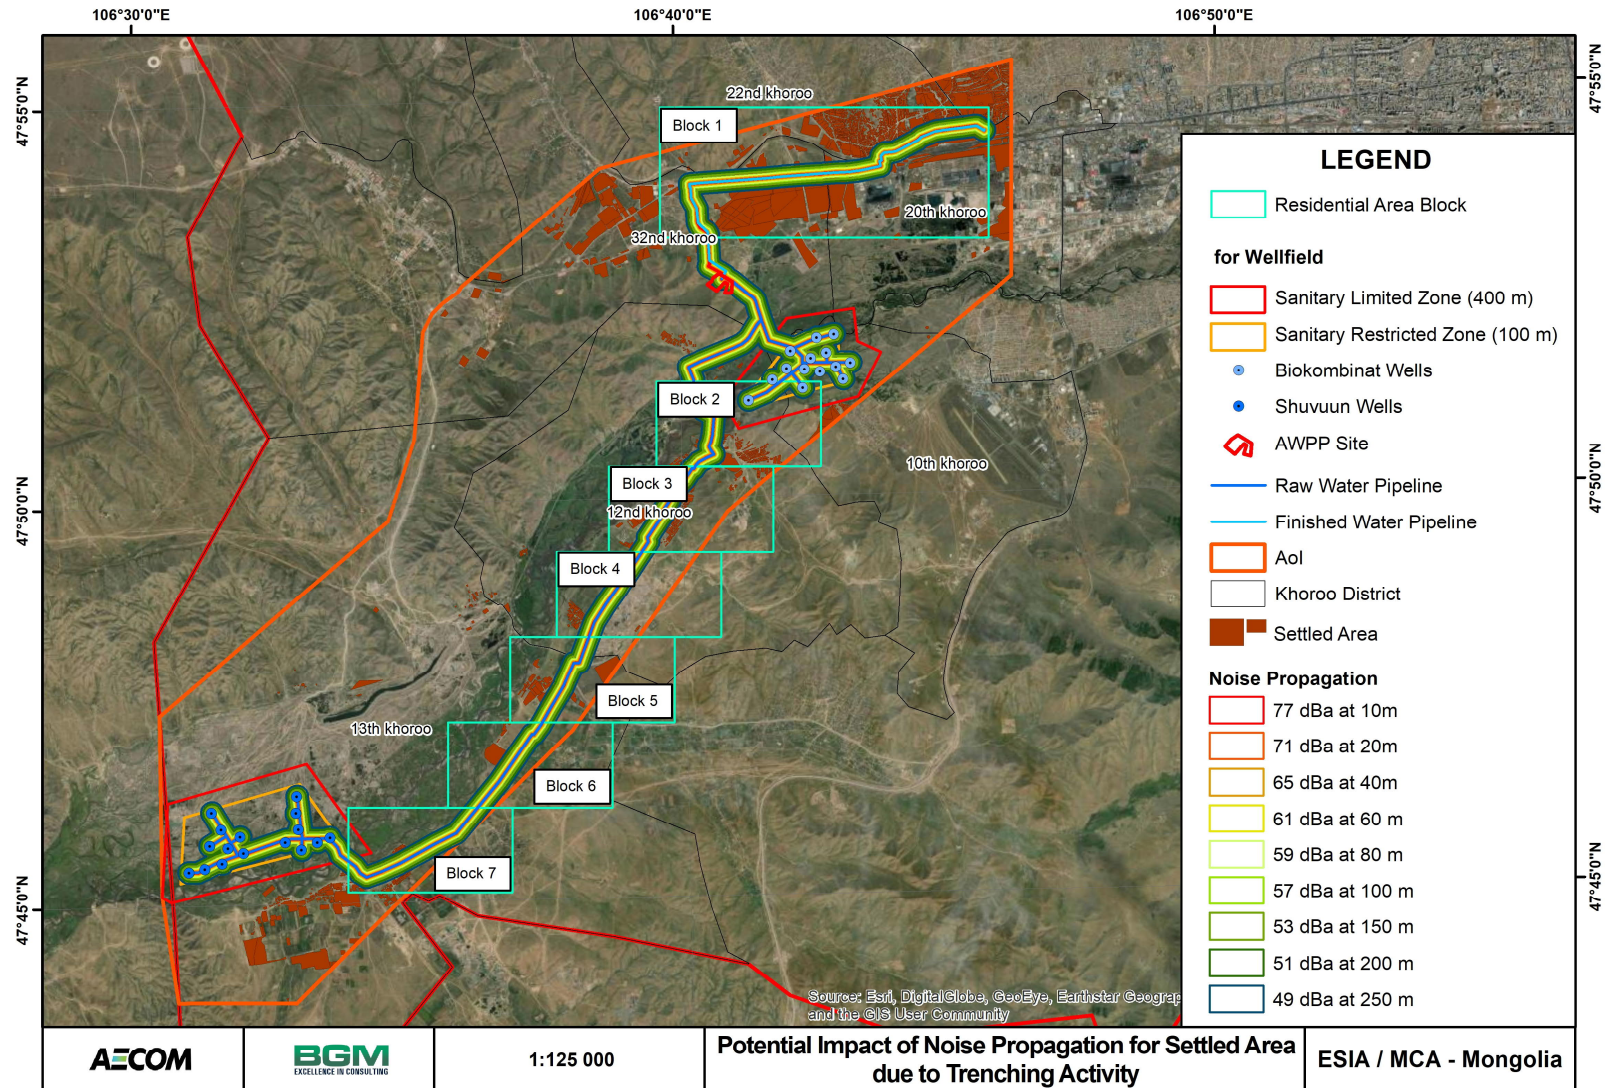 106°30'0"E
106°40'0"E
106°50'0"E
47°55'0"N
47°55'0"N
22nd khoroo
Block 1
20th khoroo
32nd khoroo
Block 2
10th khoroo
Block 3
12nd khoroo
47°50'0"N
47°50'0"N
Block 4
Block 5
13th khoroo
Block 6
Block 7
47°45'0"N
47°45'0"N
Source: Esri, DigitalGlobe, GeoEye, Earthstar Geograp
and the GIS User Community
LEGEND
Residential Area Block
for Wellfield
Sanitary Limited Zone (400 m)
Sanitary Restricted Zone (100 m)
Biokombinat Wells
Shuvuun Wells
AWPP Site
Raw Water Pipeline
Finished Water Pipeline
AoI
Khoroo District
Settled Area
Noise Propagation
77 dBa at 10m
71 dBa at 20m
65 dBa at 40m
61 dBa at 60 m
59 dBa at 80 m
57 dBa at 100 m
53 dBa at 150 m
51 dBa at 200 m
49 dBa at 250 m
AECOM
BGM
EXCELLENCE IN CONSULTING
1:125 000
Potential Impact of Noise Propagation for Settled Area
due to Trenching Activity
ESIA / MCA - Mongolia